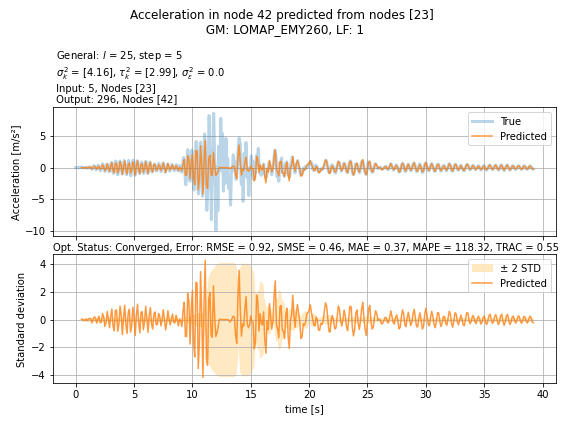 Acceleration in node 42 predicted from nodes [23]
GM: LOMAP_EMY260, LF: 1
General: l = 25, step = 5
σ²ₖ = [4.16], τ²ₖ = [2.99], σ²ε = 0.0
Input: 5, Nodes [23]
Output: 296, Nodes [42]
True
Predicted
Acceleration [m/s²]
5
0
−5
−10
Opt. Status: Converged, Error: RMSE = 0.92, SMSE = 0.46, MAE = 0.37, MAPE = 118.32, TRAC = 0.55
± 2 STD
Predicted
Standard deviation
4
2
0
−2
−4
0 5 10 15 20 25 30 35 40
time [s]